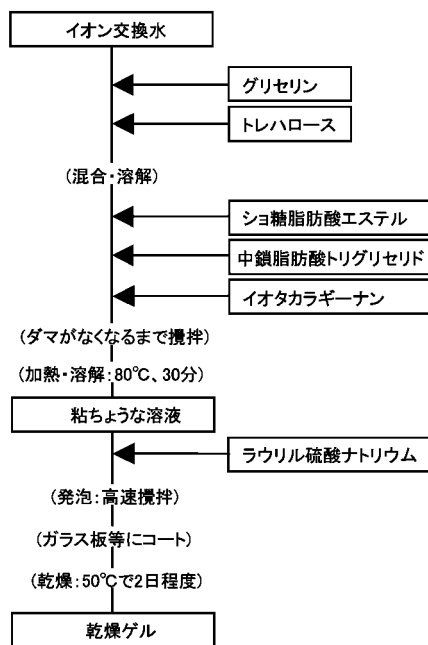 イオン交換水
グリセリン
トレハロース
(混合・溶解)
ショ糖脂肪酸エステル
中鎖脂肪酸トリグリセリド
イオタカラギーナン
(ダマがなくなるまで攪拌)
(加熱・溶解:80℃、30分)
粘ちょうな溶液
ラウリル硫酸ナトリウム
(発泡:高速攪拌)
(ガラス板等にコート)
(乾燥:50℃で2日程度)
乾燥ゲル